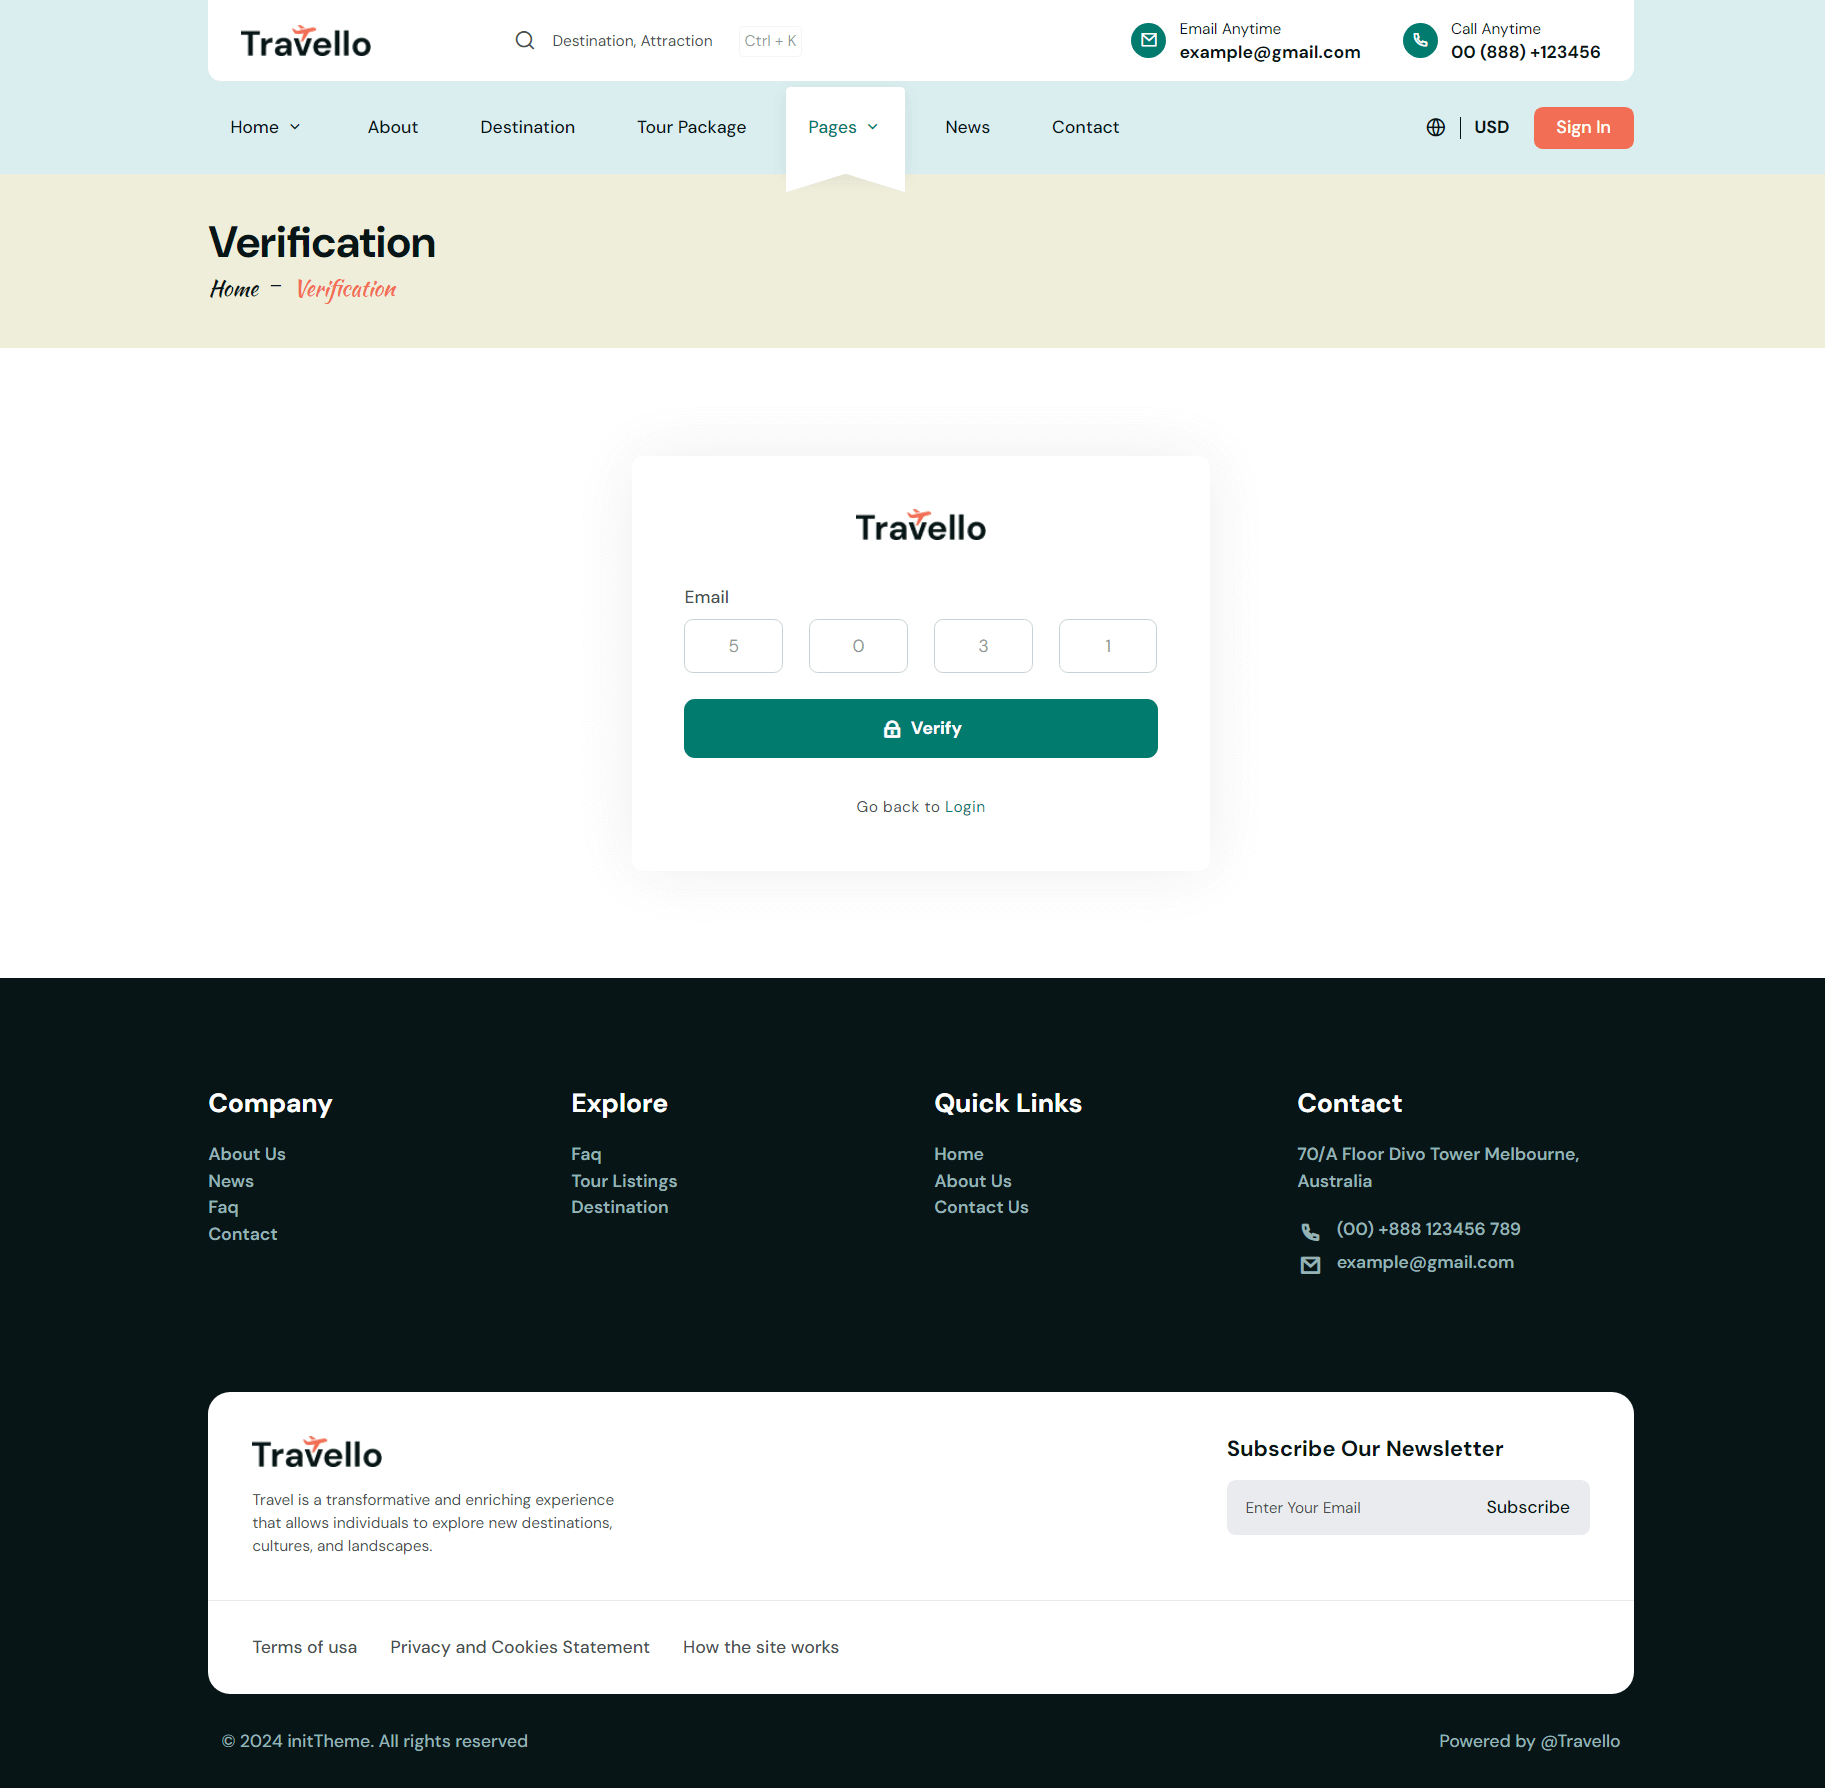 Travello
Destination, Attraction
Ctrl + K
Email Anytime
example@gmail.com
Call Anytime
00 (888) +123456
Home
About
Destination
Tour Package
Pages
News
Contact
USD
Sign In
Verification
Home – Verification
Travello
Email
5 0 3 1
Verify
Go back to Login
Company
About Us
News
Faq
Contact
Explore
Faq
Tour Listings
Destination
Quick Links
Home
About Us
Contact Us
Contact
70/A Floor Divo Tower Melbourne,
Australia
(00) +888 123456 789
example@gmail.com
Travello
Travel is a transformative and enriching experience
that allows individuals to explore new destinations,
cultures, and landscapes.
Subscribe Our Newsletter
Enter Your Email
Subscribe
Terms of usa
Privacy and Cookies Statement
How the site works
© 2024 initTheme. All rights reserved
Powered by @Travello